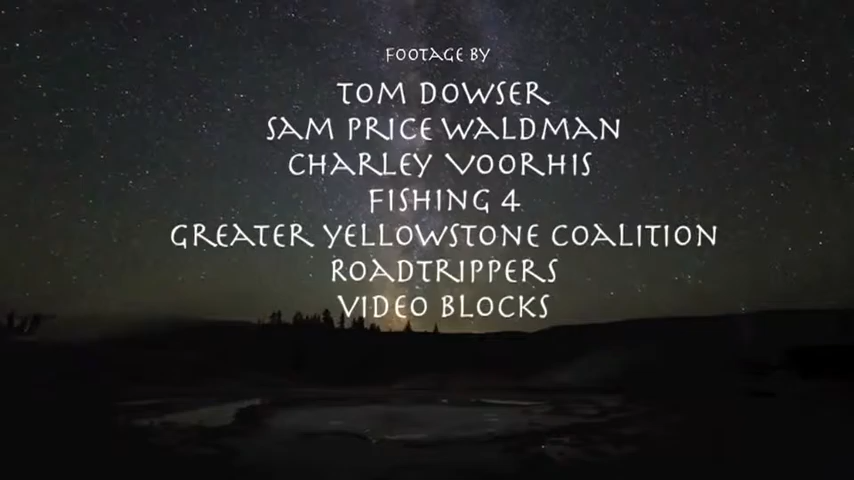 FOOTAGE BY
TOM DOWSER
SAM PRICE WALDMAN
CHARLEY VOORHIS
FISHING 4
GREATER YELLOWSTONE COALITION
ROADTRIPPERS
VIDEO BLOCKS